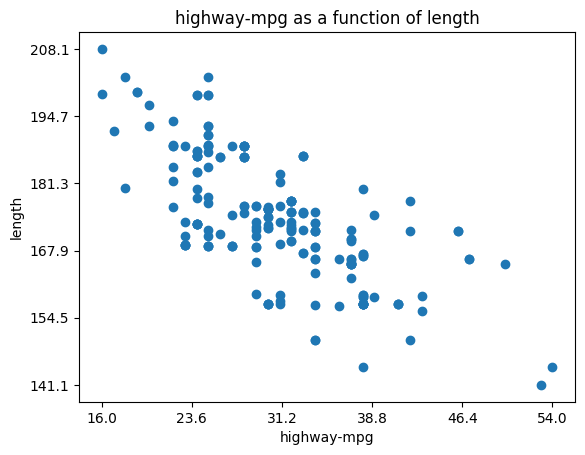 highway-mpg as a function of length
208.1
194.7
181.3
167.9
154.5
141.1
length
16.0 23.6 31.2 38.8 46.4 54.0
highway-mpg